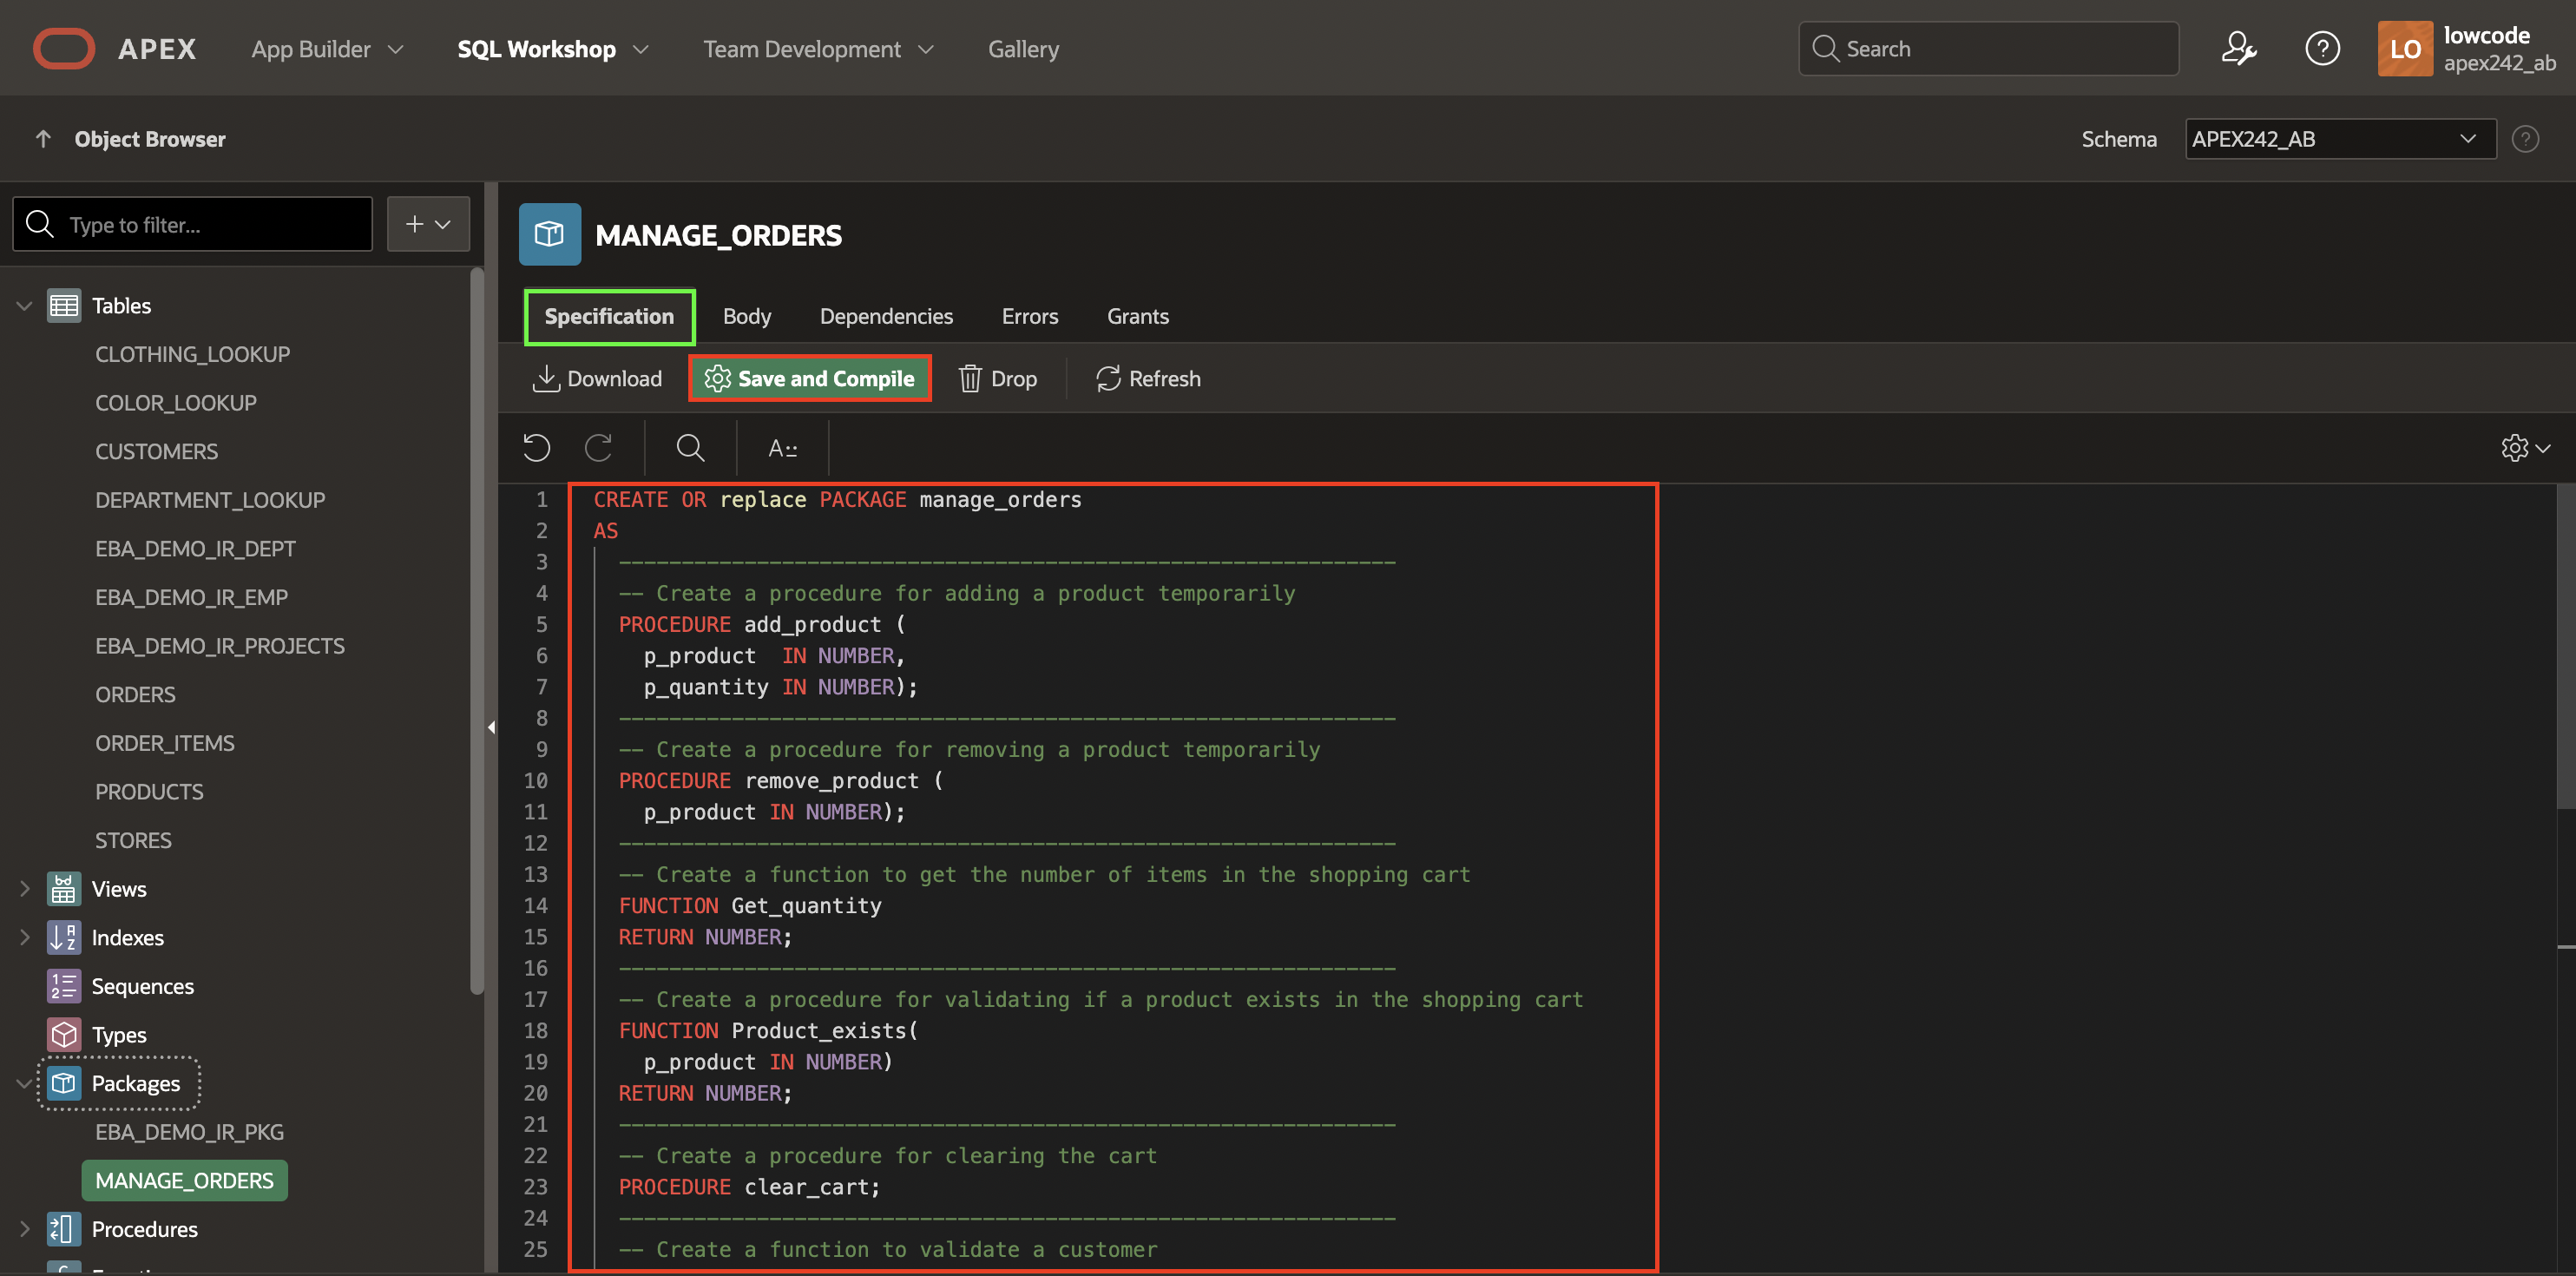 APEX App Builder SQL Workshop Team Development Gallery Search LO lowcode
apex242_ab
Object Browser Schema APEX242_AB
Type to filter...
Tables
CLOTHING_LOOKUP
COLOR_LOOKUP
CUSTOMERS
DEPARTMENT_LOOKUP
EBA_DEMO_IR_DEPT
EBA_DEMO_IR_EMP
EBA_DEMO_IR_PROJECTS
ORDERS
ORDER_ITEMS
PRODUCTS
STORES
Views
Indexes
Sequences
Types
Packages
EBA_DEMO_IR_PKG
MANAGE_ORDERS
Procedures
MANAGE_ORDERS
Specification Body Dependencies Errors Grants
Download Save and Compile Drop Refresh
1 CREATE OR replace PACKAGE manage_orders
2 AS
3 --------------------------------------------------------------
4 -- Create a procedure for adding a product temporarily
5 PROCEDURE add_product (
6 p_product  IN NUMBER,
7 p_quantity IN NUMBER);
8 --------------------------------------------------------------
9 -- Create a procedure for removing a product temporarily
10 PROCEDURE remove_product (
11 p_product IN NUMBER);
12 --------------------------------------------------------------
13 -- Create a function to get the number of items in the shopping cart
14 FUNCTION Get_quantity
15 RETURN NUMBER;
16 --------------------------------------------------------------
17 -- Create a procedure for validating if a product exists in the shopping cart
18 FUNCTION Product_exists(
19 p_product IN NUMBER)
20 RETURN NUMBER;
21 --------------------------------------------------------------
22 -- Create a procedure for clearing the cart
23 PROCEDURE clear_cart;
24 --------------------------------------------------------------
25 -- Create a function to validate a customer